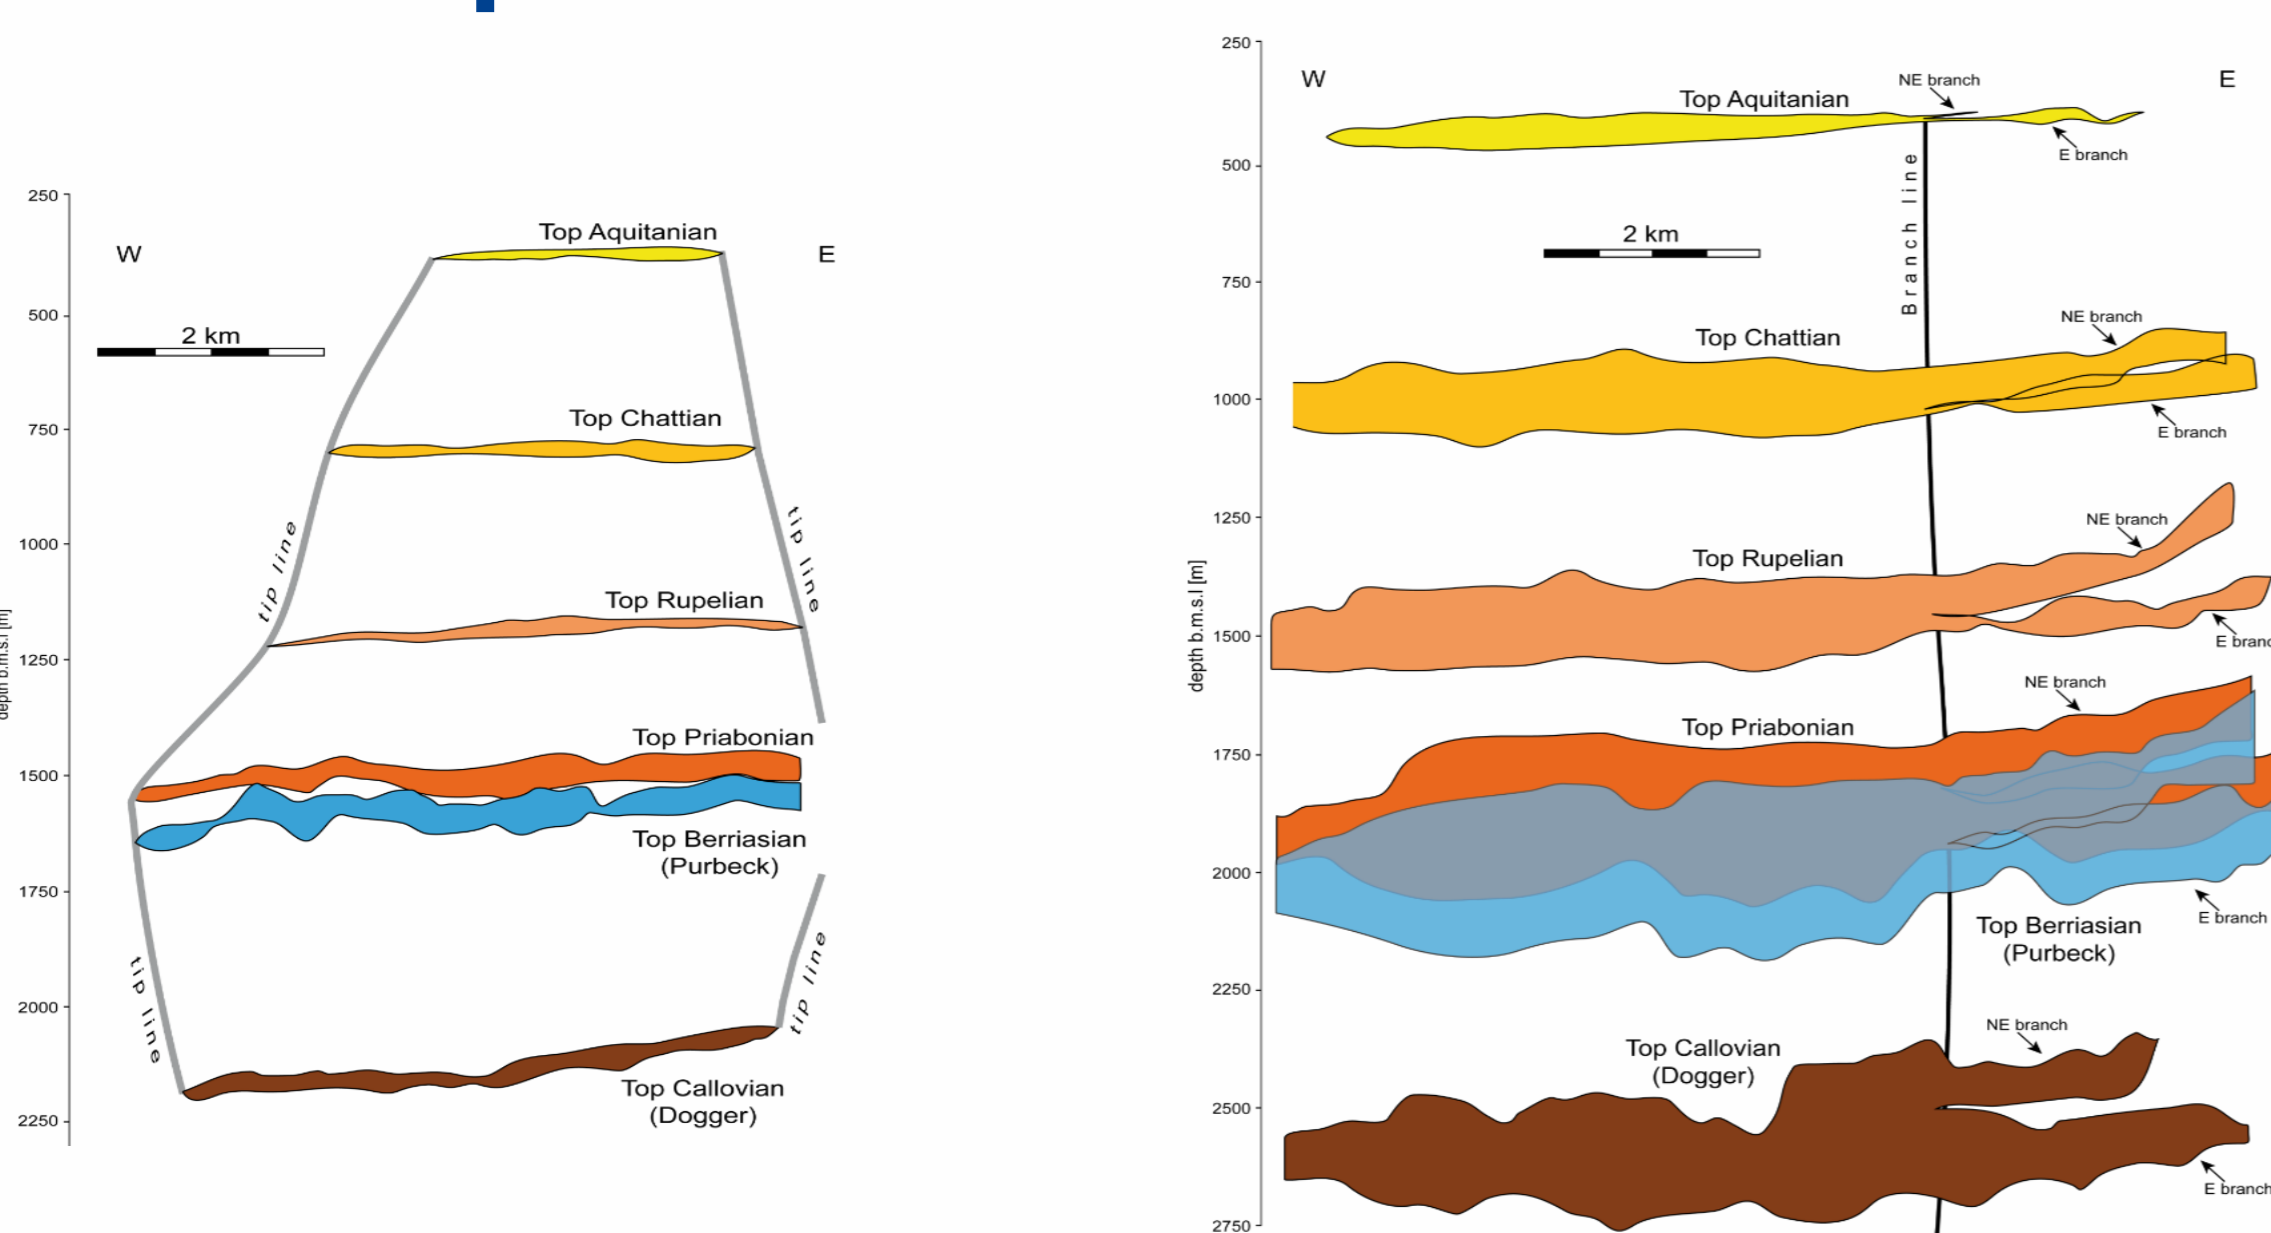 250
W
E
Top Aquitanian
500
2 km
750
Top Chattian
1000
tip line
tip line
depth b.m.s.l [m]
Top Rupelian
1250
Top Priabonian
1500
Top Berriasian
(Purbeck)
1750
tip line
tip line
2000
Top Callovian
(Dogger)
2250
250
W
E
NE branch
Top Aquitanian
E branch
500
Branch line
2 km
750
NE branch
Top Chattian
1000
E branch
1250
NE branch
Top Rupelian
depth b.m.s.l [m]
1500
E branc
NE branch
Top Priabonian
1750
2000
E branch
Top Berriasian
(Purbeck)
2250
NE branch
Top Callovian
(Dogger)
2500
E branch
2750